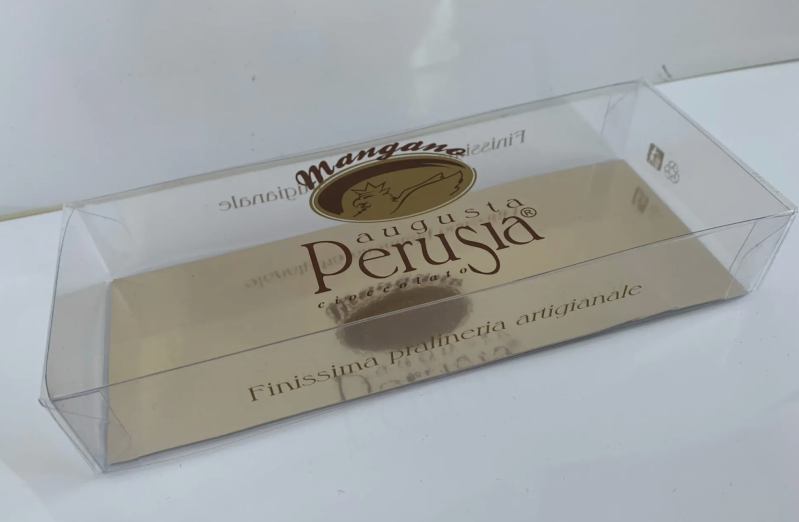 Mangano
augusta
Perusia®
cioccolato
Finissima pralineria artigianale